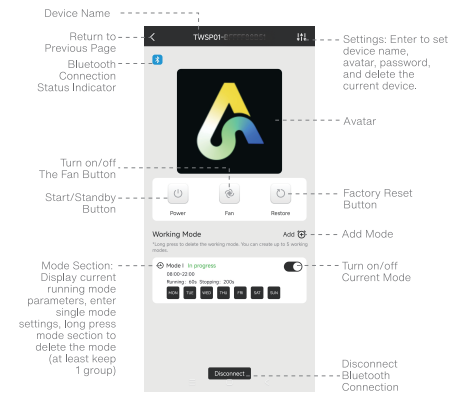 Device Name
Return to
Previous Page
TWSP01-
Settings: Enter to set
device name,
avatar, password,
and delete the
current device.
Bluetooth
Connection
Status Indicator
Avatar
Turn on/off
The Fan Button
Start/Standby
Button
Factory Reset
Button
Power
Fan
Restore
Working Mode
Add
Add Mode
*Long press to delete the working mode. You can create up to 5 working
modes.
Mode Section:
Display current
running mode
parameters, enter
single mode
settings, long press
mode section to
delete the mode
(at least keep
1 group)
Mode I In progress
08:00-22:00
Running: 60s Stopping: 200s
MON TUE WED THU FRI SAT SUN
Turn on/off
Current Mode
Disconnect
Disconnect
Bluetooth
Connection